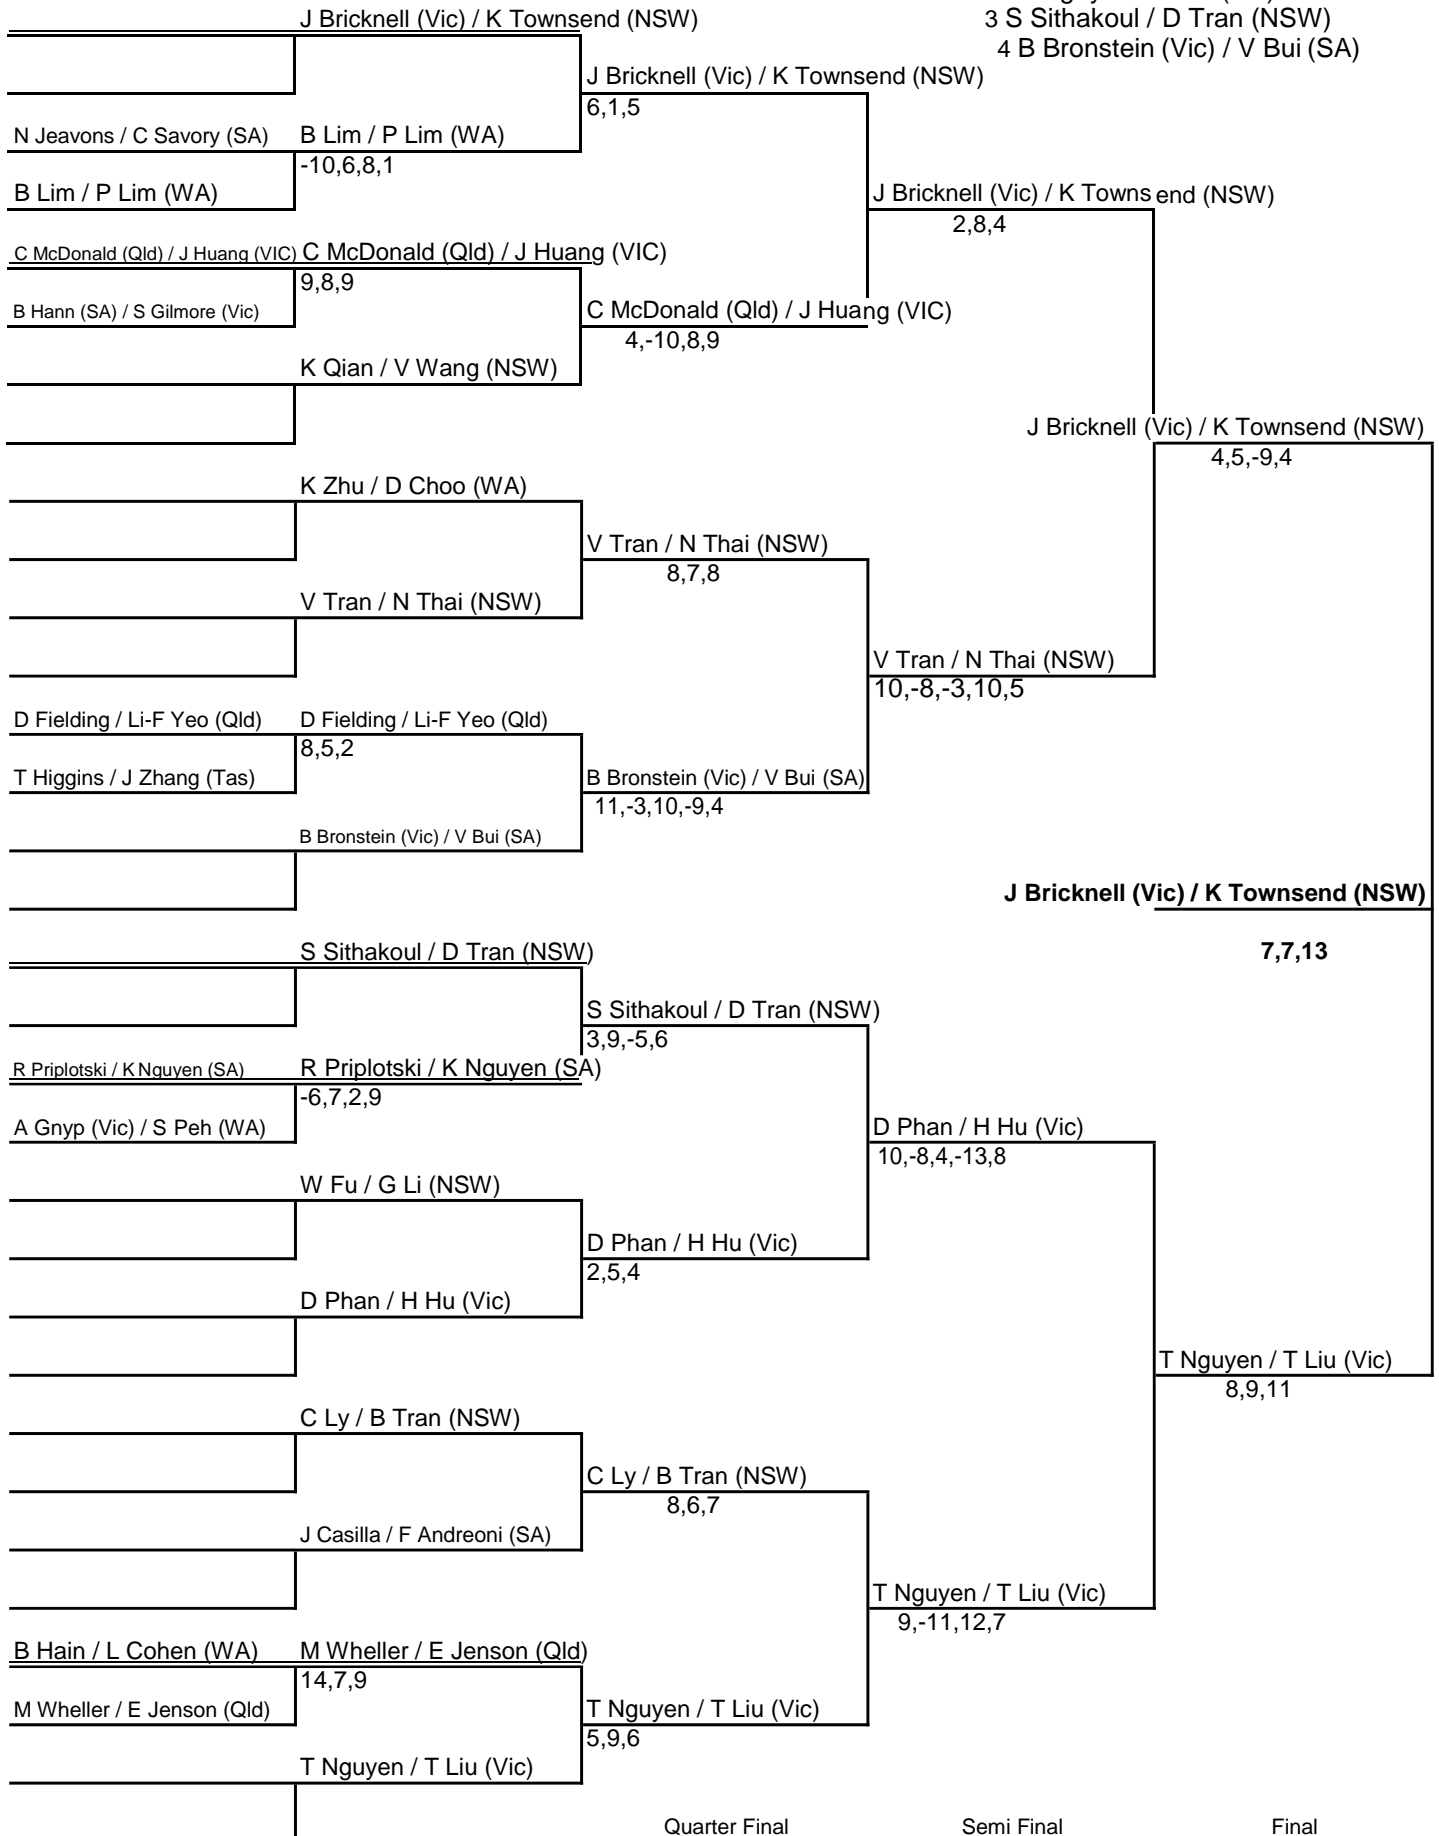 J Bricknell (Vic) / K Townsend (NSW)
3 S Sithakoul / D Tran (NSW)
4 B Bronstein (Vic) / V Bui (SA)
J Bricknell (Vic) / K Townsend (NSW)
6,1,5
N Jeavons / C Savory (SA)
B Lim / P Lim (WA)
-10,6,8,1
B Lim / P Lim (WA)
J Bricknell (Vic) / K Townsend (NSW)
2,8,4
C McDonald (Qld) / J Huang (VIC)
C McDonald (Qld) / J Huang (VIC)
9,8,9
B Hann (SA) / S Gilmore (Vic)
C McDonald (Qld) / J Huang (VIC)
4,-10,8,9
K Qian / V Wang (NSW)
J Bricknell (Vic) / K Townsend (NSW)
4,5,-9,4
K Zhu / D Choo (WA)
V Tran / N Thai (NSW)
8,7,8
V Tran / N Thai (NSW)
V Tran / N Thai (NSW)
10,-8,-3,10,5
D Fielding / Li-F Yeo (Qld)
D Fielding / Li-F Yeo (Qld)
8,5,2
T Higgins / J Zhang (Tas)
B Bronstein (Vic) / V Bui (SA)
11,-3,10,-9,4
B Bronstein (Vic) / V Bui (SA)
J Bricknell (Vic) / K Townsend (NSW)
7,7,13
S Sithakoul / D Tran (NSW)
S Sithakoul / D Tran (NSW)
3,9,-5,6
R Priplotski / K Nguyen (SA)
R Priplotski / K Nguyen (SA)
-6,7,2,9
A Gnyp (Vic) / S Peh (WA)
D Phan / H Hu (Vic)
10,-8,4,-13,8
W Fu / G Li (NSW)
D Phan / H Hu (Vic)
2,5,4
D Phan / H Hu (Vic)
T Nguyen / T Liu (Vic)
8,9,11
C Ly / B Tran (NSW)
C Ly / B Tran (NSW)
8,6,7
J Casilla / F Andreoni (SA)
T Nguyen / T Liu (Vic)
9,-11,12,7
B Hain / L Cohen (WA)
M Wheller / E Jenson (Qld)
14,7,9
M Wheller / E Jenson (Qld)
T Nguyen / T Liu (Vic)
5,9,6
T Nguyen / T Liu (Vic)
Quarter Final
Semi Final
Final